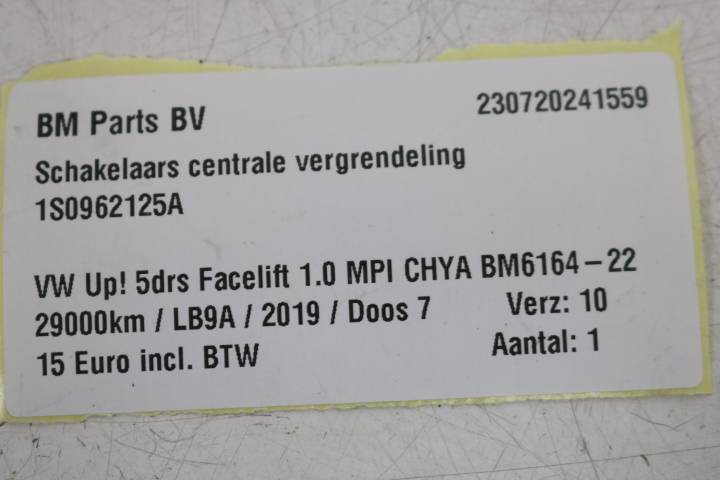 BM Parts BV 230720241559
Schakelaars centrale vergrendeling
1S0962125A
VW Up! 5drs Facelift 1.0 MPI CHYA BM6164-22
29000km / LB9A / 2019 / Doos 7 Verz: 10
15 Euro incl. BTW Aantal: 1